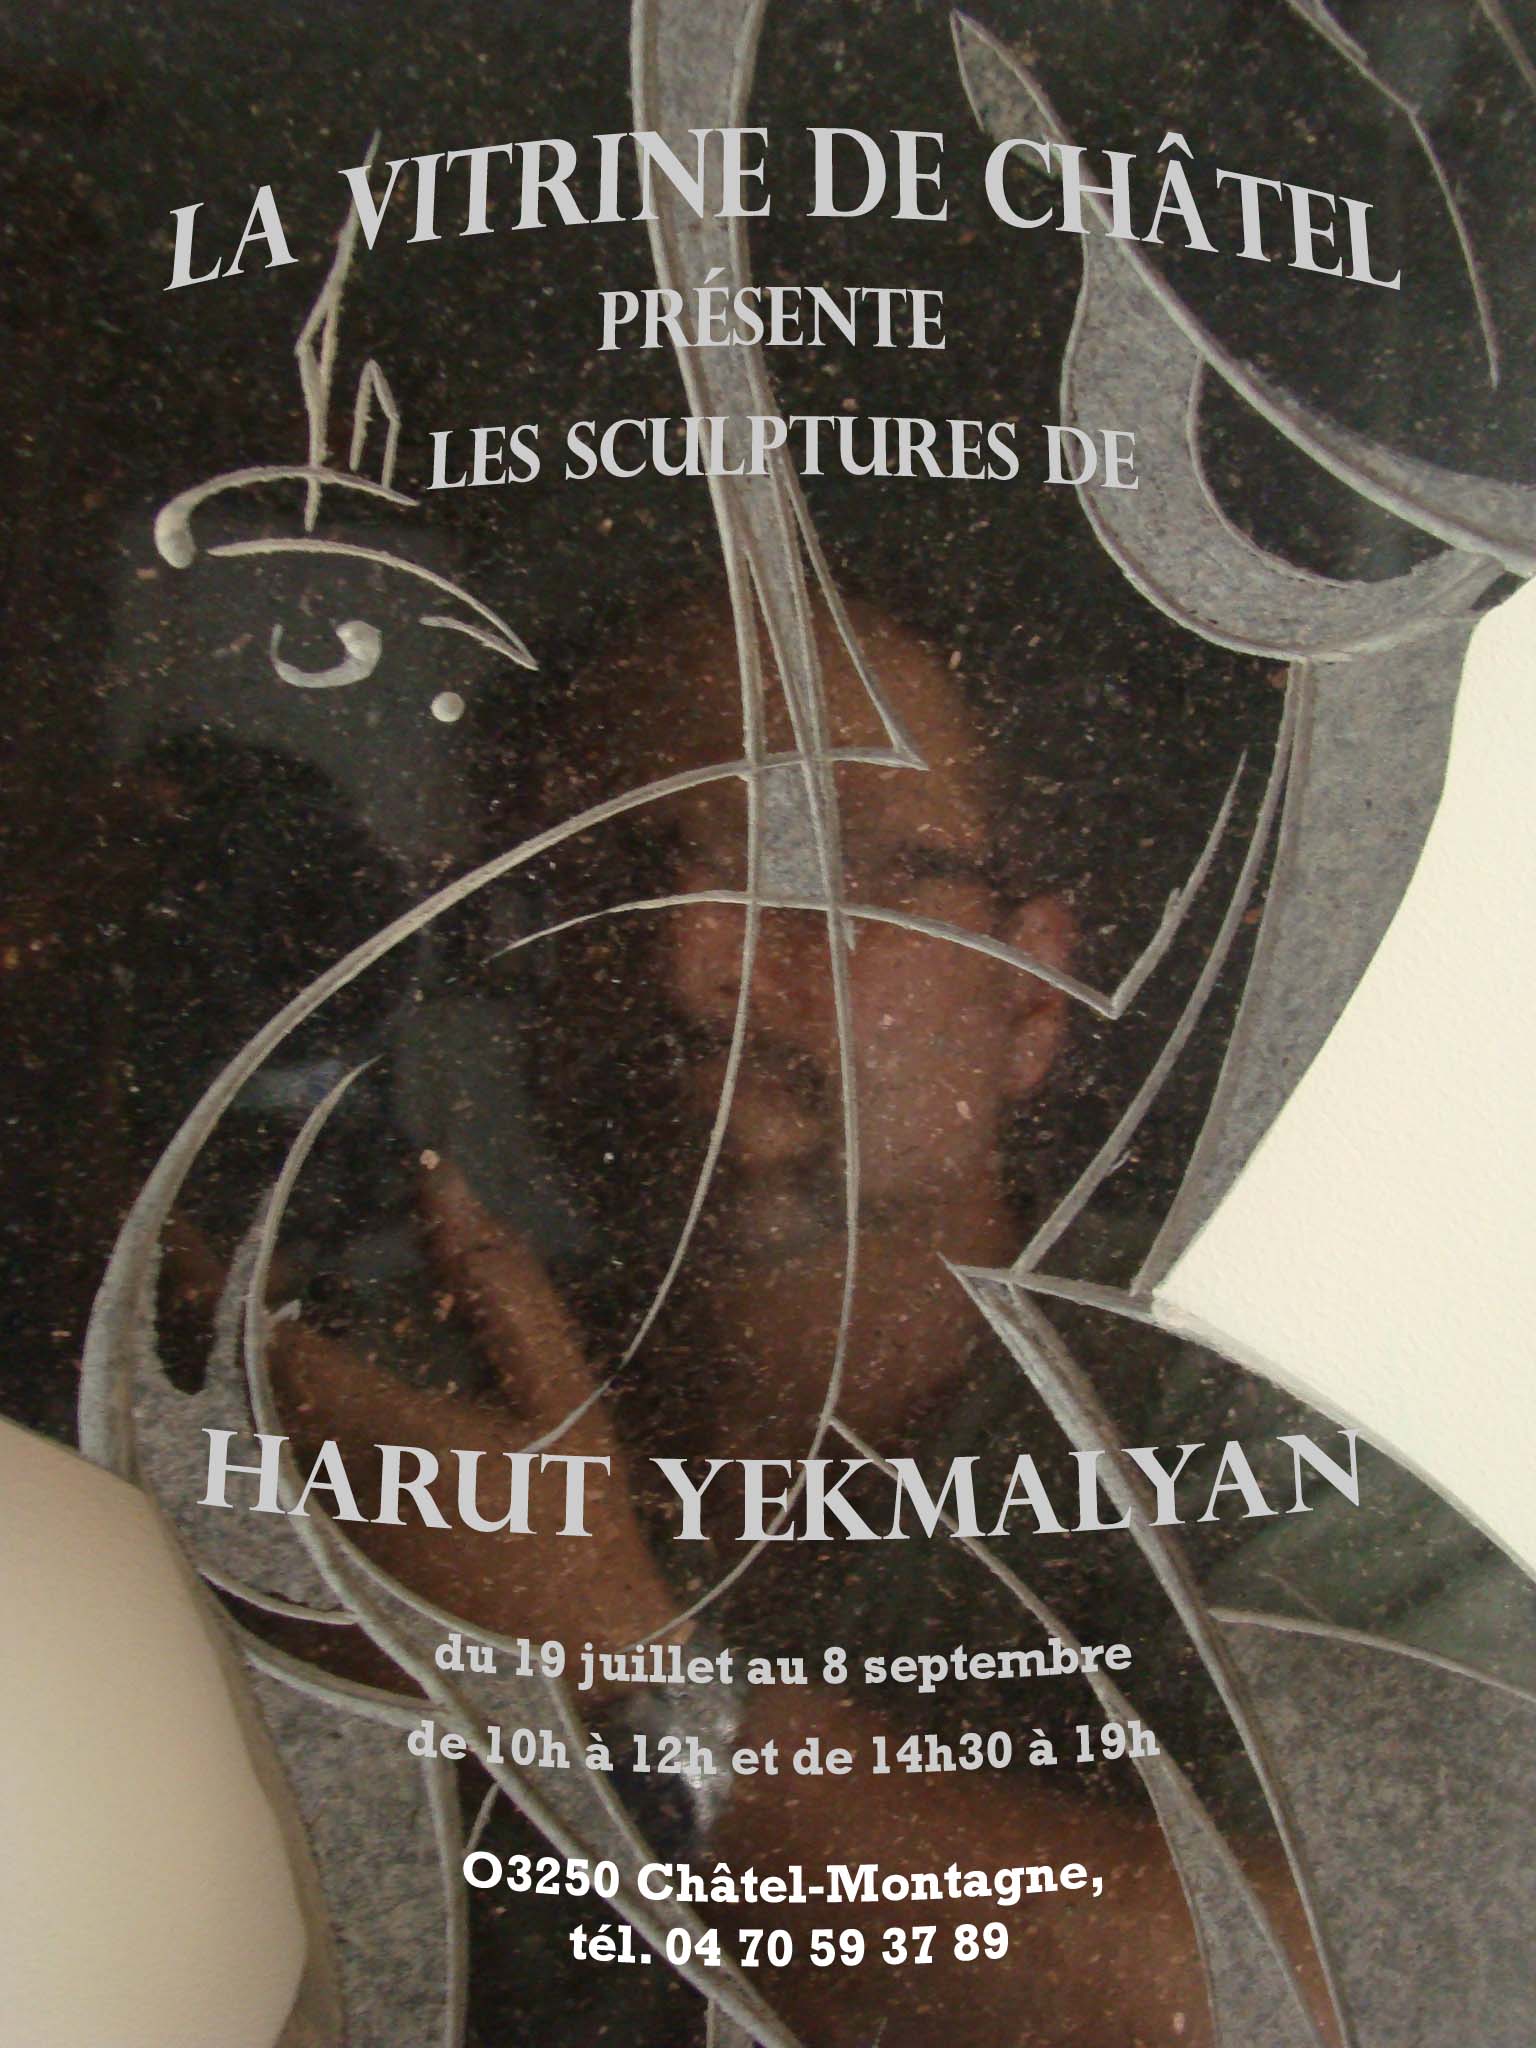 LA VITRINE DE CHÂTEL
PRÉSENTE
LES SCULPTURES DE
HARUT YEKMALYAN
du 19 juillet au 8 septembre
de 10h à 12h et de 14h30 à 19h
O3250 Châtel-Montagne,
tél. 04 70 59 37 89